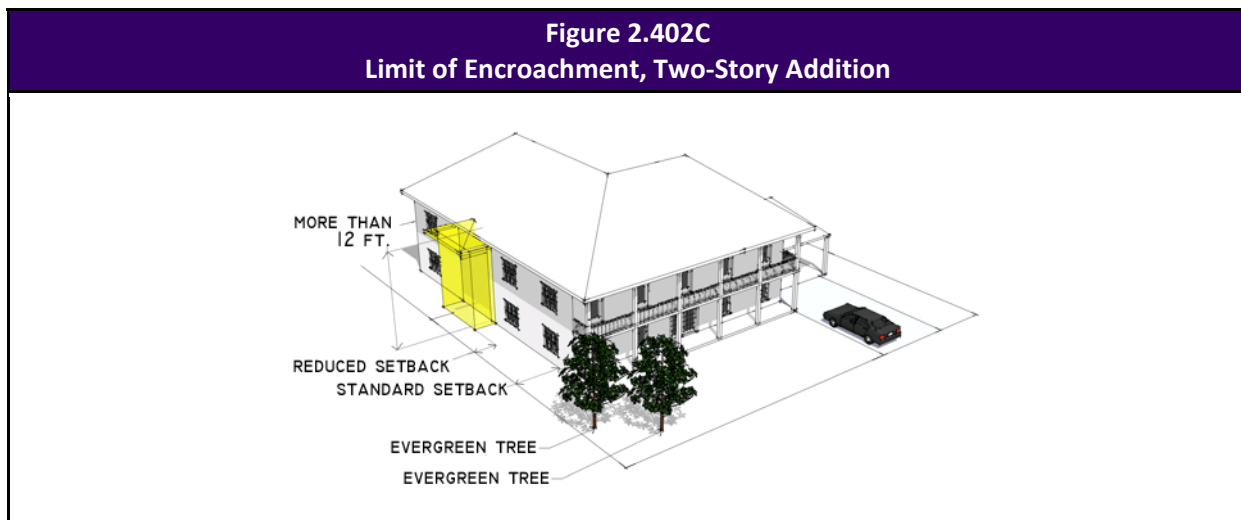 Figure 2.402C
Limit of Encroachment, Two-Story Addition
MORE THAN
12 FT.
REDUCED SETBACK
STANDARD SETBACK
EVERGREEN TREE
EVERGREEN TREE